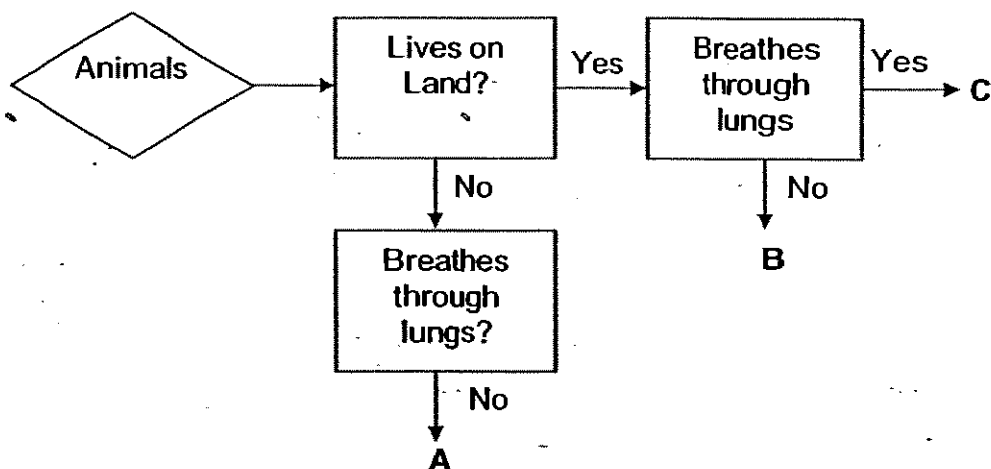 Animals
Lives on
Land?
Yes
Breathes
through
lungs
Yes
C
No
No
B
Breathes
through
lungs?
No
A